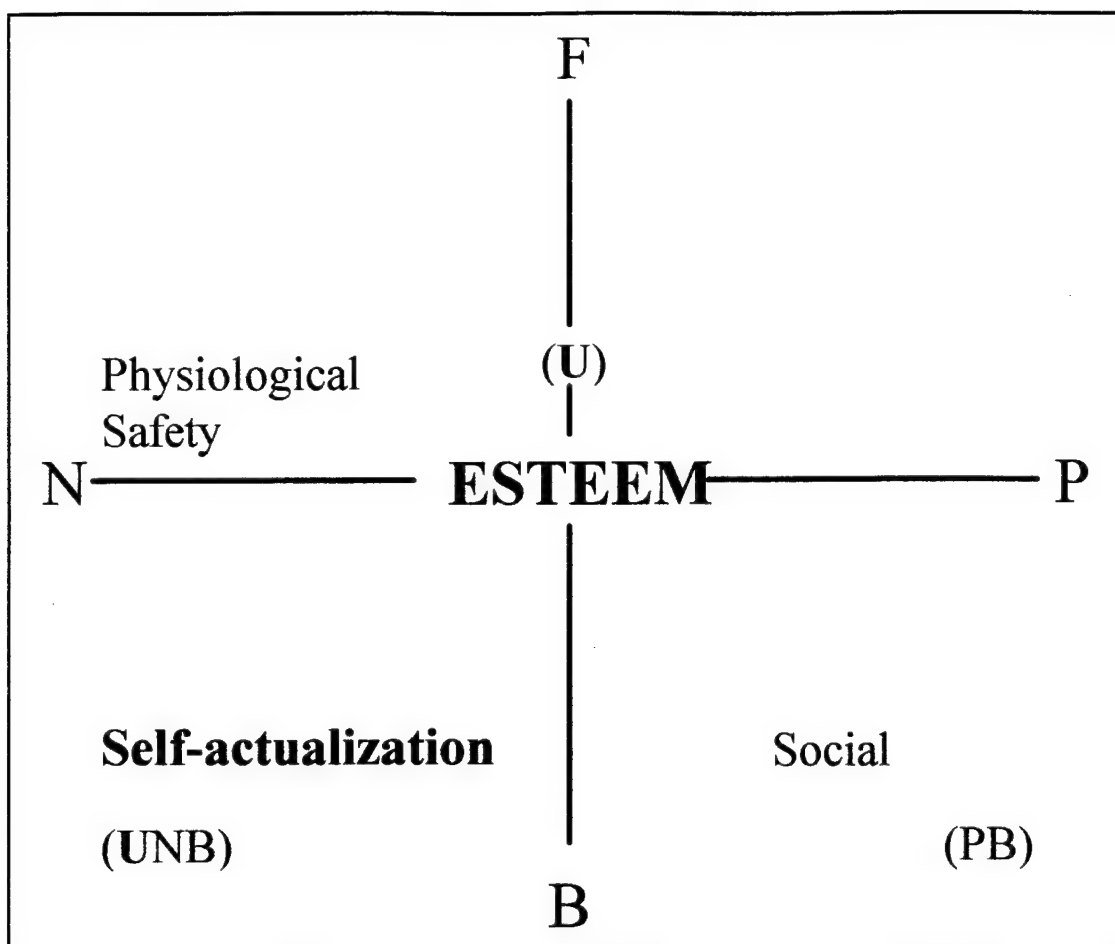 F
(U)
Physiological
Safety
N ESTEEM P
Self-actualization Social
(UNB) (PB)
B